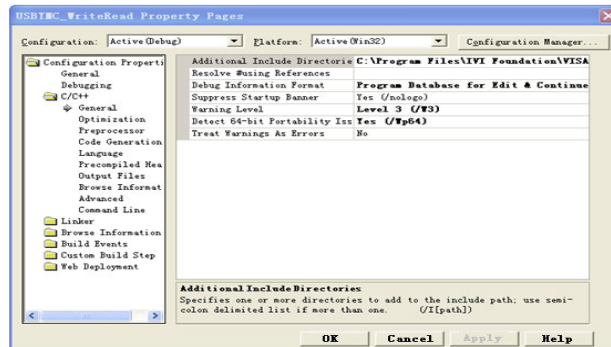 USBTMC_WriteRead Property Pages
Configuration: Active(Debug) Platform: Active(Win32) Configuration Manager...
Configuration Properti
General
Debugging
C/C++
General
Optimization
Preprocessor
Code Generation
Language
Precompiled Hea
Output Files
Browse Informat
Advanced
Command Line
Linker
Browse Information
Build Events
Custom Build Step
Web Deployment
Additional Include Directorie C:\Program Files\IVI Foundation\VISA
Resolve #using References
Debug Information Format Program Database for Edit & Continue
Suppress Startup Banner Yes (/nologo)
Warning Level Level 3 (/W3)
Detect 64-bit Portability Iss Yes (/Wp64)
Treat Warnings As Errors No
Additional Include Directories
Specifies one or more directories to add to the include path; use semi-
colon delimited list if more than one. (/I[path])
OK Cancel Apply Help